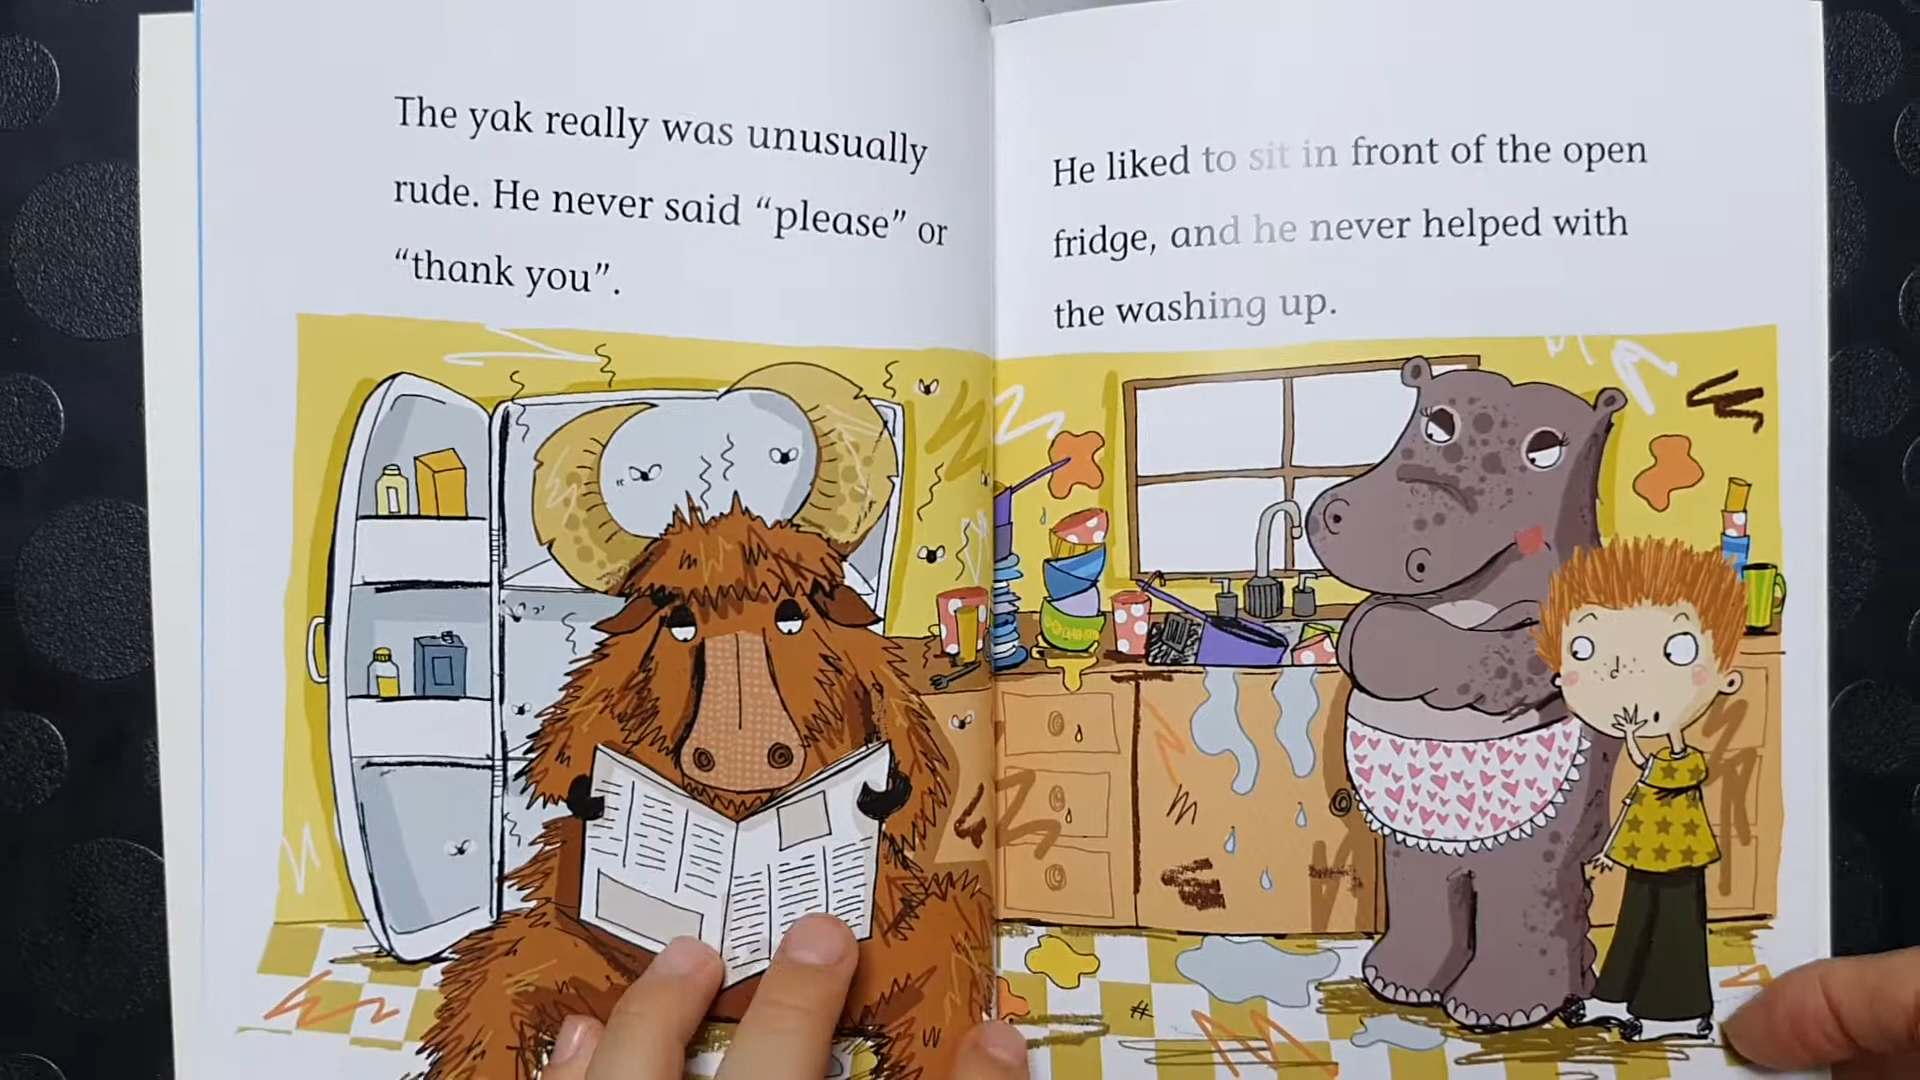 The yak really was unusually
rude. He never said “please” or
“thank you”.
He liked to sit in front of the open
fridge, and he never helped with
the washing up.